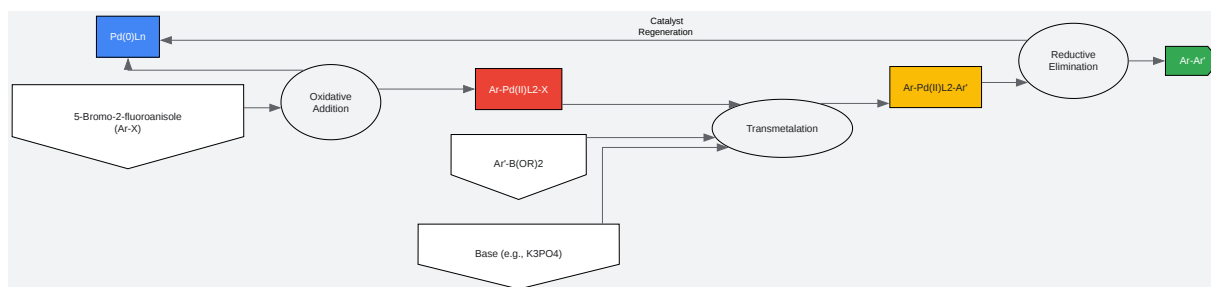 Catalyst
Regeneration
Pd(0)Ln
Reductive
Elimination
Ar-Ar'
Oxidative
Addition
Ar-Pd(II)L2-X
Ar-Pd(II)L2-Ar'
5-Bromo-2-fluoroanisole
(Ar-X)
Transmetalation
Ar'-B(OR)2
Base (e.g., K3PO4)